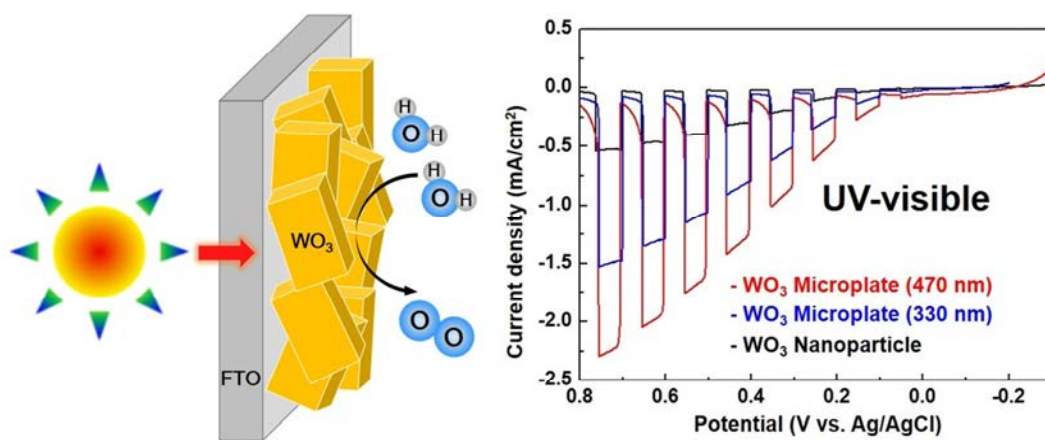 H
O
H
H
O
H
WO₃
O
O
FTO
0.5
0.0
-0.5
-1.0
-1.5
-2.0
-2.5
Current density (mA/cm²)
UV-visible
- WO₃ Microplate (470 nm)
- WO₃ Microplate (330 nm)
- WO₃ Nanoparticle
0.8 0.6 0.4 0.2 0.0 -0.2
Potential (V vs. Ag/AgCl)